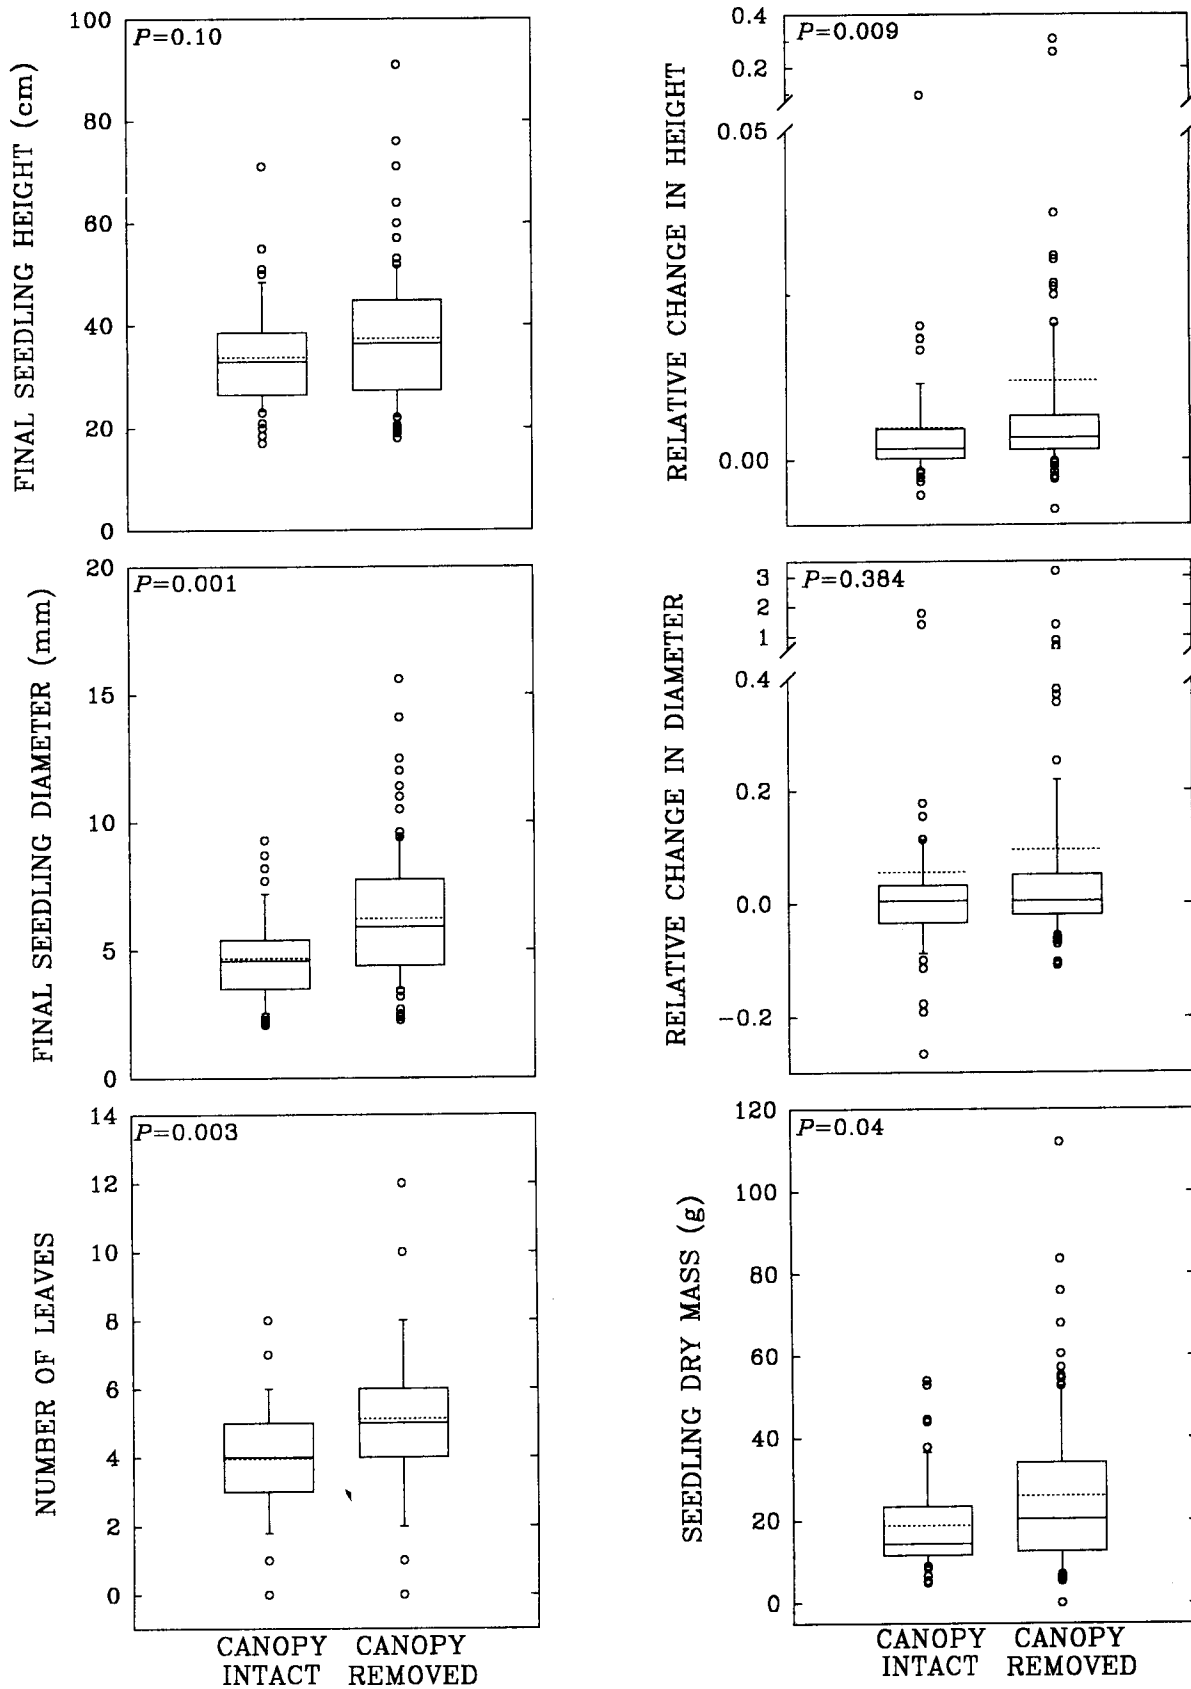 FINAL SEEDLING HEIGHT (cm)
100
80
60
40
20
0
P=0.10
RELATIVE CHANGE IN HEIGHT
0.4
0.2
0.05
0.00
P=0.009
FINAL SEEDLING DIAMETER (mm)
20
15
10
5
0
P=0.001
RELATIVE CHANGE IN DIAMETER
3
2
1
0.4
0.2
0.0
−0.2
P=0.384
NUMBER OF LEAVES
14
12
10
8
6
4
2
0
P=0.003
CANOPY INTACT
CANOPY REMOVED
SEEDLING DRY MASS (g)
120
100
80
60
40
20
0
P=0.04
CANOPY INTACT
CANOPY REMOVED